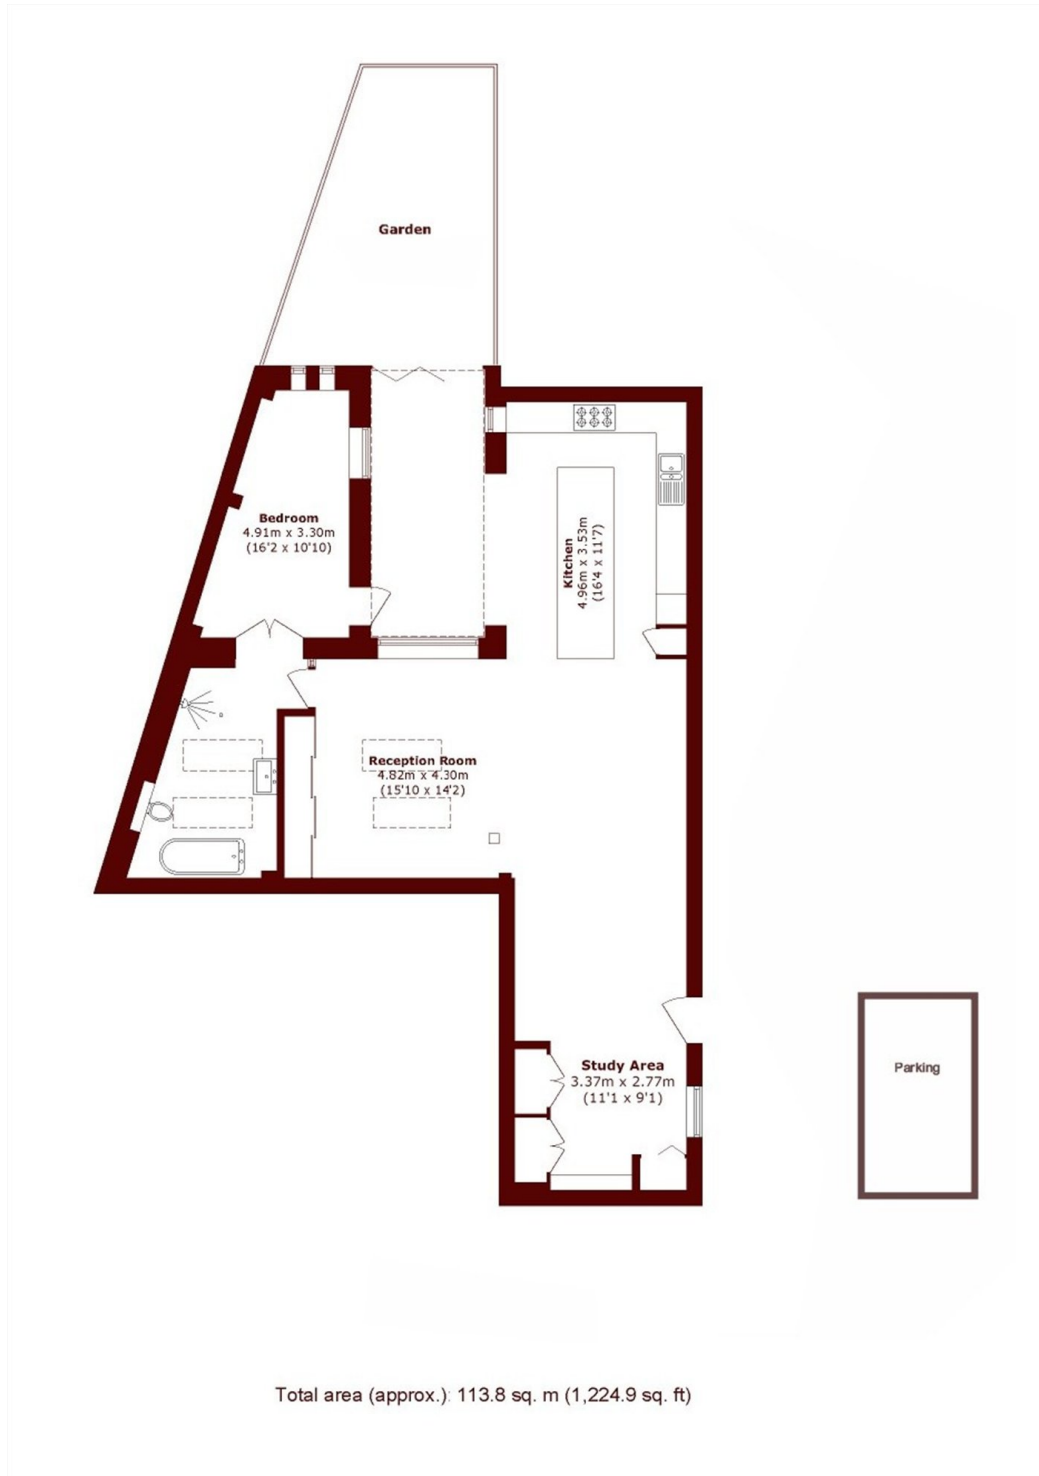 Garden
Bedroom
4.91m x 3.30m
(16'2 x 10'10)
Kitchen
4.96m x 3.53m
(16'4 x 11'7)
Reception Room
4.82m x 4.30m
(15'10 x 14'2)
Study Area
3.37m x 2.77m
(11'1 x 9'1)
Parking
Total area (approx.): 113.8 sq. m (1,224.9 sq. ft)